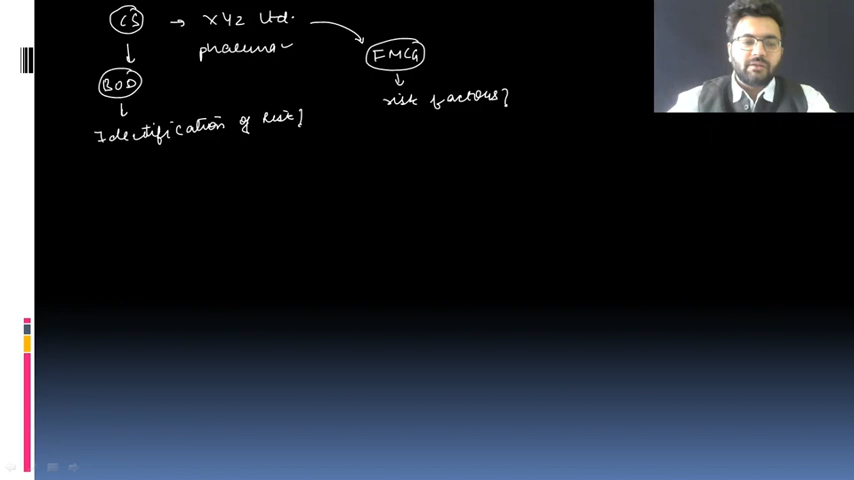 CS → XYZ Ltd.
pharma
FMCG
BOD
risk factors?
Identification of Risk?